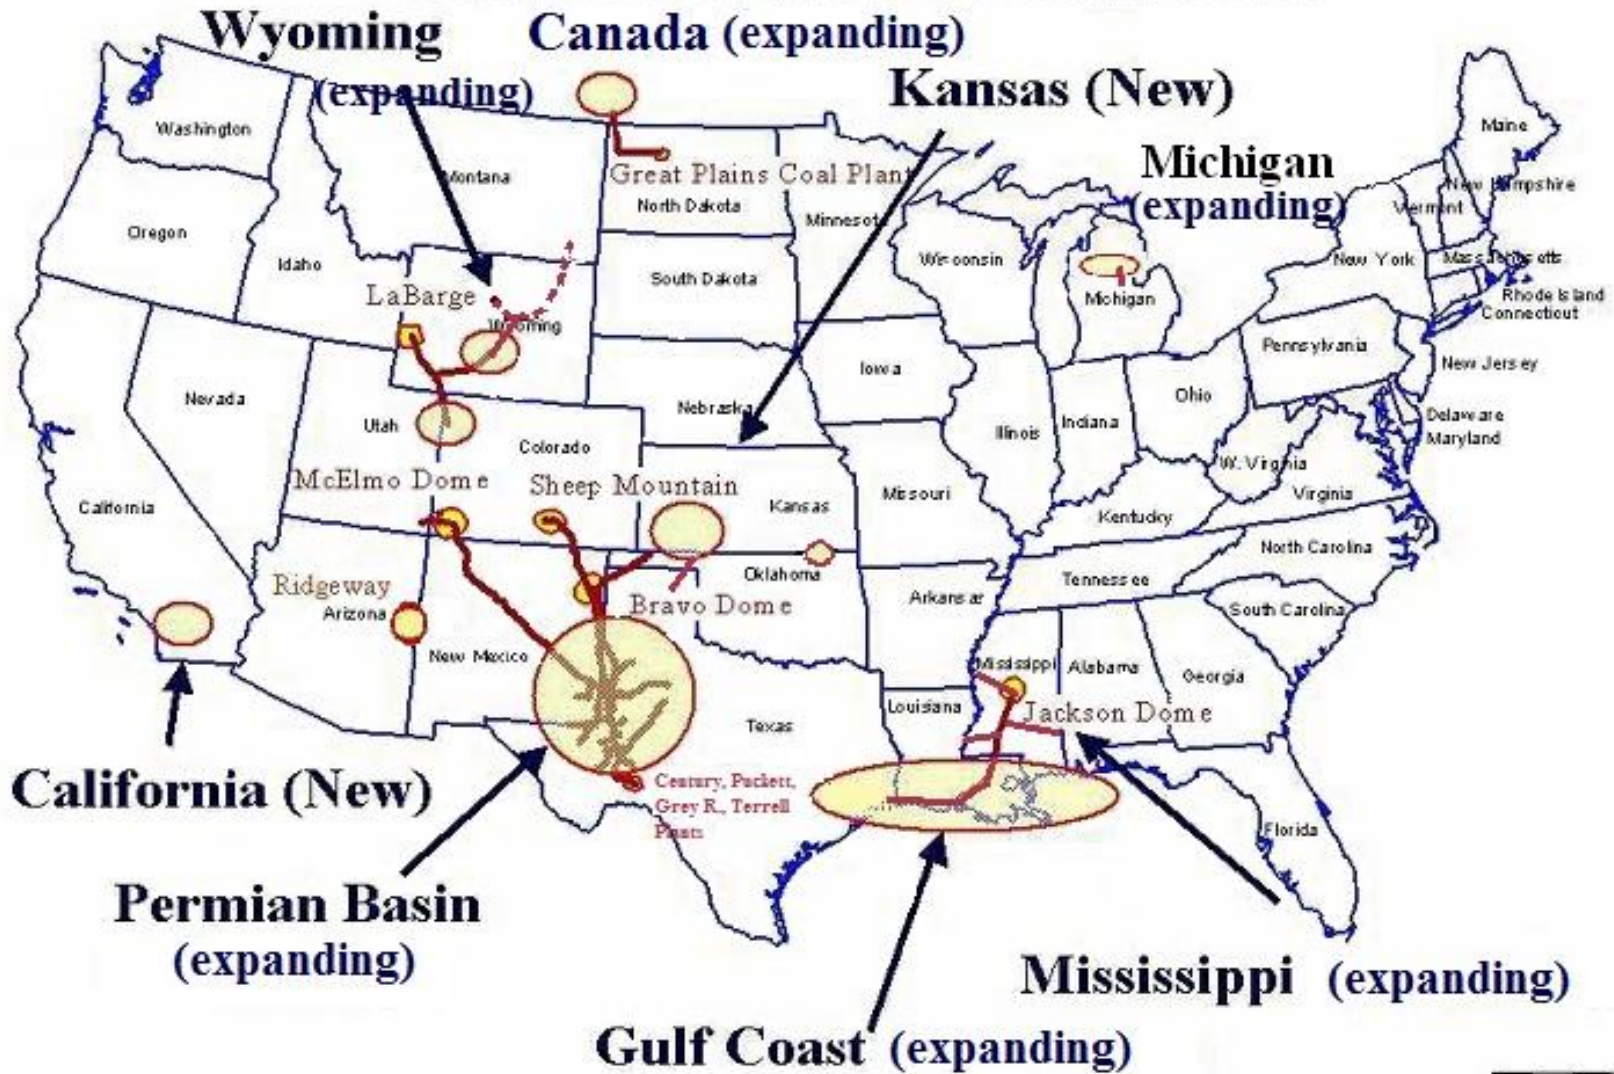 Wyoming
(expanding)
Canada (expanding)
Kansas (New)
Michigan
(expanding)
Washington
Oregon
Idaho
Montana
Great Plains Coal Plant
North Dakota
Minnesot
South Dakota
Wisconsin
Michigan
Maine
New Hampshire
Vermont
New York
Massachusetts
Rhode Island
Connecticut
Pennsylvania
New Jersey
Delaware
Maryland
LaBarge
Wyoming
Nevada
Utah
Colorado
Nebraska
Iowa
Illinois
Indiana
Ohio
W. Virginia
Virginia
California
McElmo Dome
Sheep Mountain
Kansas
Missouri
Kentucky
North Carolina
Tennessee
South Carolina
Ridgeway
Arizona
New Mexico
Bravo Dome
Oklahoma
Arkansas
Mississippi
Alabama
Georgia
Texas
Louisiana
Jackson Dome
Century, Puckett,
Grey R., Terrell
Plants
Florida
California (New)
Permian Basin
(expanding)
Mississippi (expanding)
Gulf Coast (expanding)